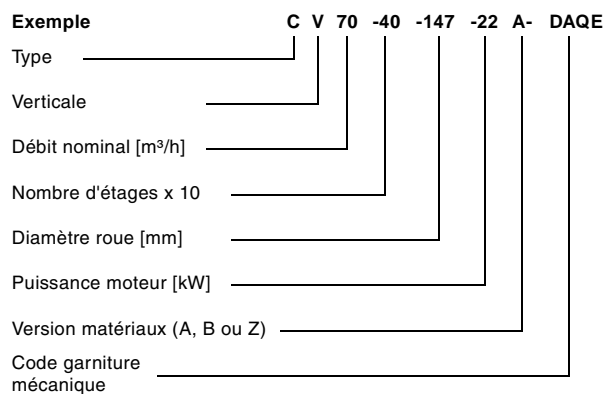 Exemple C V 70 -40 -147 -22 A- DAQE
Type
Verticale
Débit nominal [m³/h]
Nombre d'étages x 10
Diamètre roue [mm]
Puissance moteur [kW]
Version matériaux (A, B ou Z)
Code garniture
mécanique